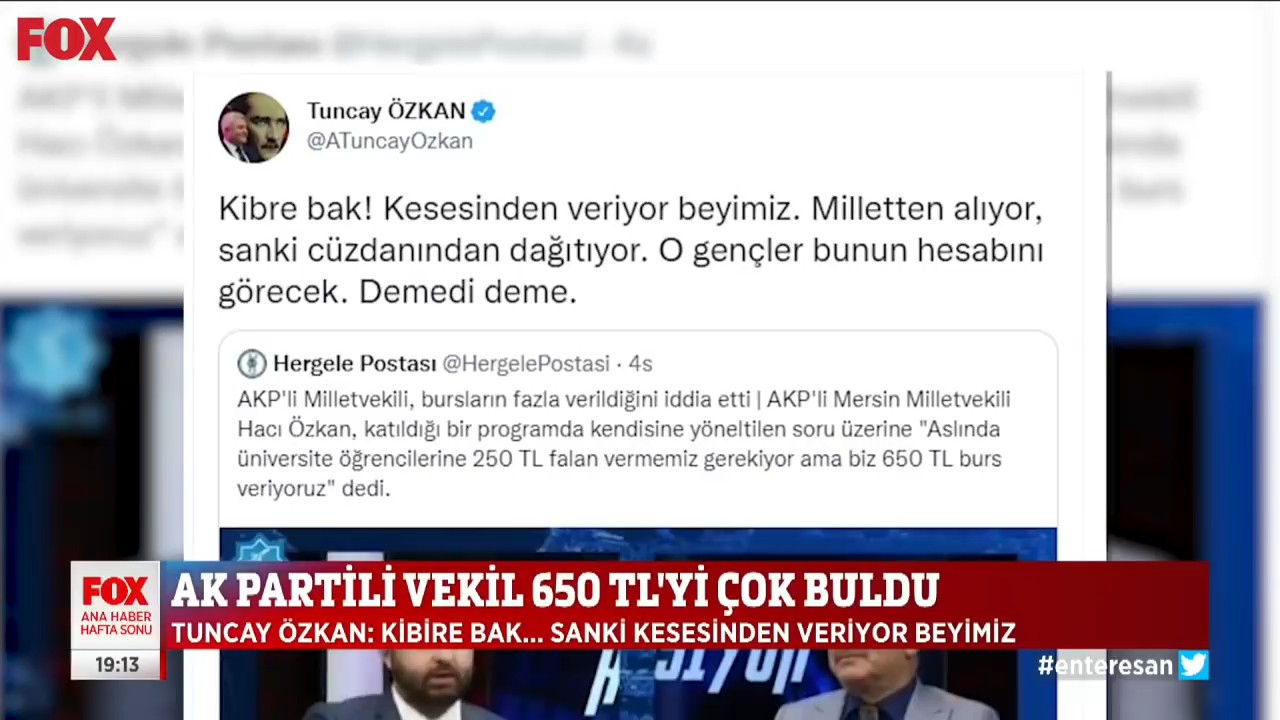 FOX
Hergele Postası @HergelePostasi · 4s
Tuncay ÖZKAN
@ATuncayOzkan
Kibre bak! Kesesinden veriyor beyimiz. Milletten alıyor,
sanki cüzdanından dağıtıyor. O gençler bunun hesabını
görecek. Demedi deme.
Hergele Postası @HergelePostasi · 4s
AKP'li Milletvekili, bursların fazla verildiğini iddia etti | AKP'li Mersin Milletvekili
Hacı Özkan, katıldığı bir programda kendisine yöneltilen soru üzerine "Aslında
üniversite öğrencilerine 250 TL falan vermemiz gerekiyor ama biz 650 TL burs
veriyoruz" dedi.
FOX
ANA HABER
HAFTA SONU
19:13
AK PARTİLİ VEKİL 650 TL'Yİ ÇOK BULDU
TUNCAY ÖZKAN: KİBİRE BAK... SANKİ KESESİNDEN VERİYOR BEYİMİZ
#enteresan